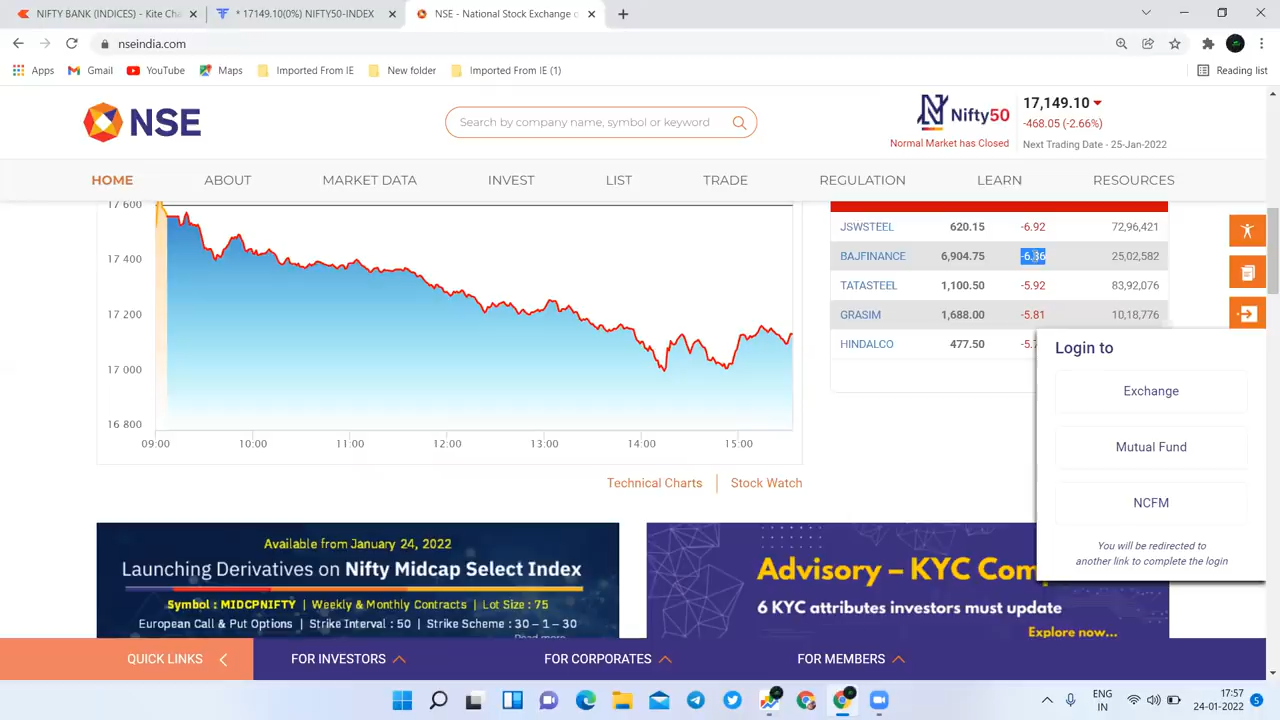 NIFTY BANK (INDICES) - Kite Cha
* 17149.10(0%) NIFTY50-INDEX
NSE - National Stock Exchange o
nseindia.com
Apps
Gmail
YouTube
Maps
Imported From IE
New folder
Imported From IE (1)
Reading list
NSE
Search by company name, symbol or keyword
Nifty50
Normal Market has Closed
17,149.10
-468.05 (-2.66%)
Next Trading Date - 25-Jan-2022
HOME ABOUT MARKET DATA INVEST LIST TRADE REGULATION LEARN RESOURCES
17 600
17 400
17 200
17 000
16 800
09:00 10:00 11:00 12:00 13:00 14:00 15:00
JSWSTEEL 620.15 -6.92 72,96,421
BAJFINANCE 6,904.75 -6.36 25,02,582
TATASTEEL 1,100.50 -5.92 83,92,076
GRASIM 1,688.00 -5.81 10,18,776
HINDALCO 477.50 -5.7
Technical Charts | Stock Watch
Login to
Exchange
Mutual Fund
NCFM
You will be redirected to
another link to complete the login
Available from January 24, 2022
Launching Derivatives on Nifty Midcap Select Index
Symbol : MIDCPNIFTY | Weekly & Monthly Contracts | Lot Size : 75
European Call & Put Options | Strike Interval : 50 | Strike Scheme : 30 – 1 – 30
Read more
Advisory – KYC Com
6 KYC attributes investors must update
Explore now...
QUICK LINKS
FOR INVESTORS
FOR CORPORATES
FOR MEMBERS
ENG
IN
17:57
24-01-2022
5